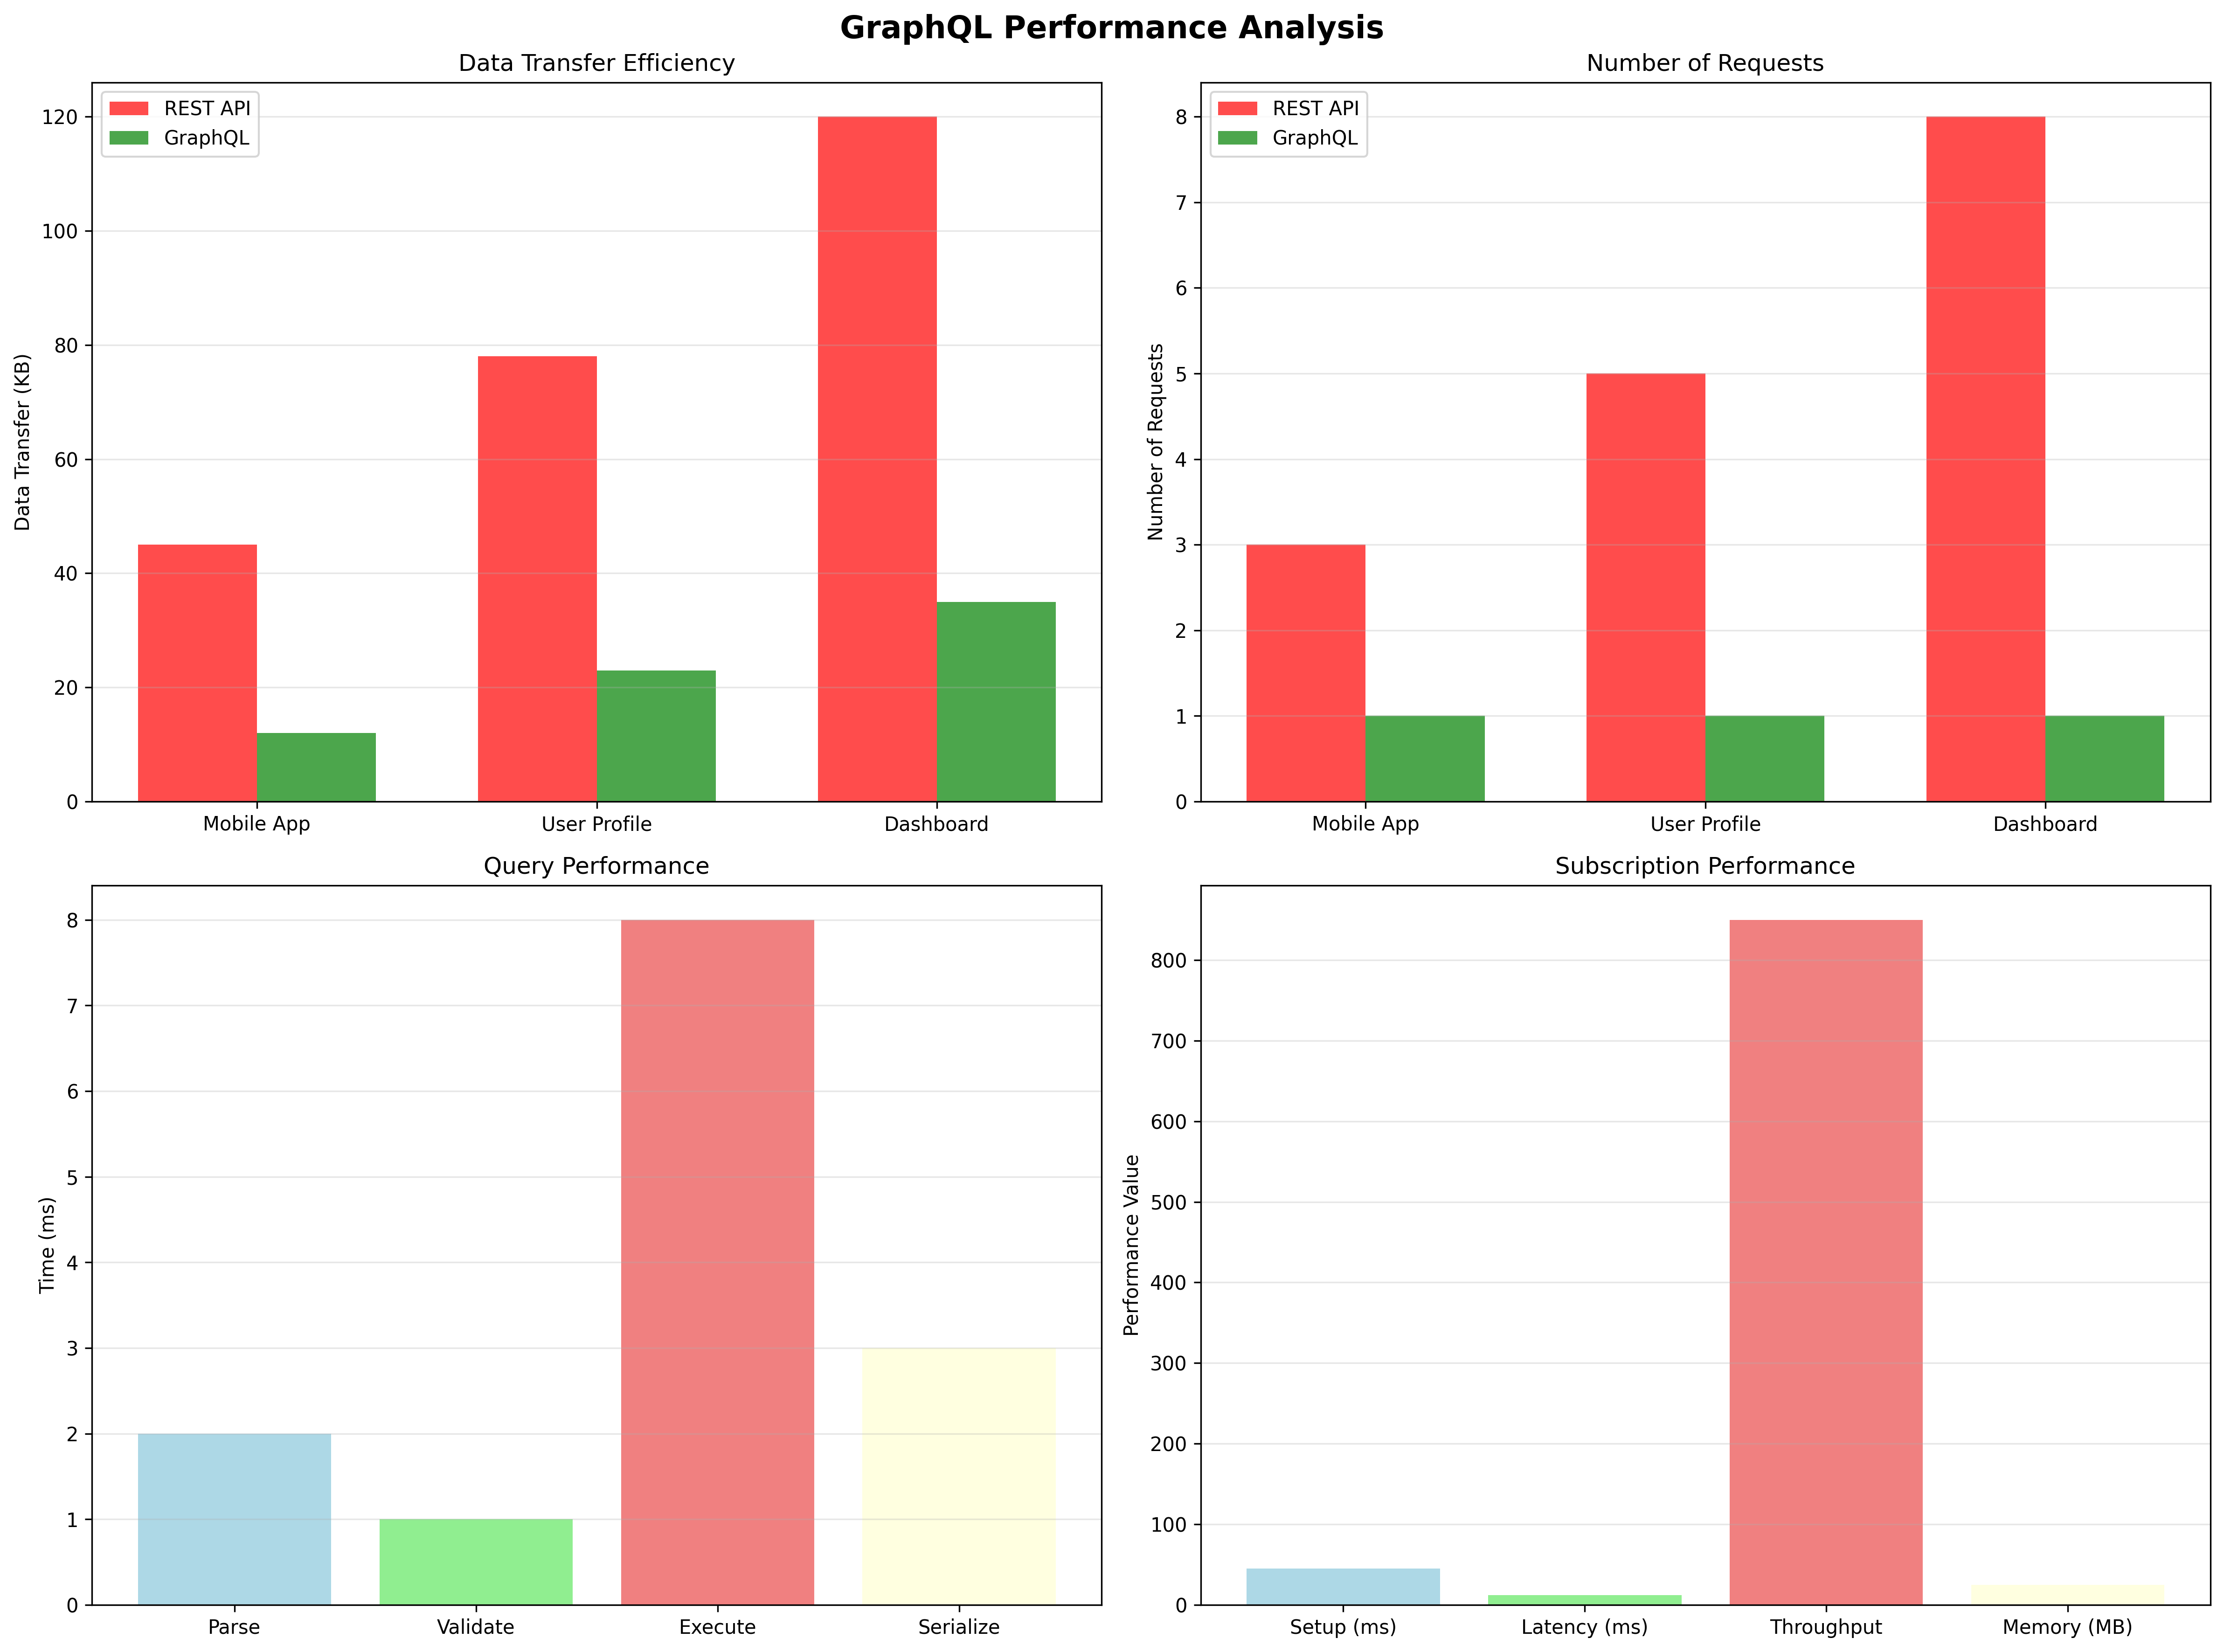 GraphQL Performance Analysis
Data Transfer Efficiency
REST API
GraphQL
Data Transfer (KB)
120
100
80
60
40
20
0
Mobile App
User Profile
Dashboard
Number of Requests
REST API
GraphQL
Number of Requests
8
7
6
5
4
3
2
1
0
Mobile App
User Profile
Dashboard
Query Performance
Time (ms)
8
7
6
5
4
3
2
1
0
Parse
Validate
Execute
Serialize
Subscription Performance
Performance Value
800
700
600
500
400
300
200
100
0
Setup (ms)
Latency (ms)
Throughput
Memory (MB)